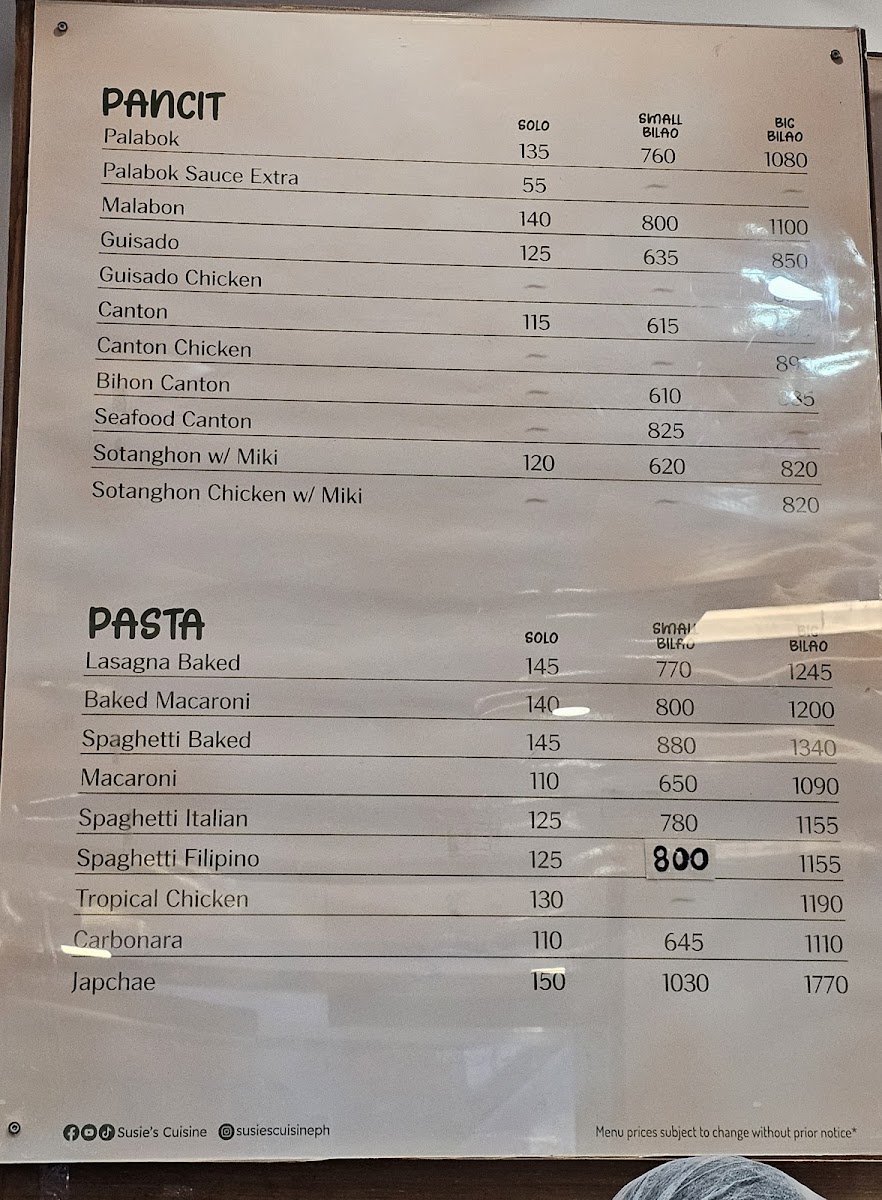 PANCIT SOLO SMALL BILAO BIG BILAO
Palabok 135 760 1080
Palabok Sauce Extra 55 – –
Malabon 140 800 1100
Guisado 125 635 850
Guisado Chicken – –
Canton 115 615
Canton Chicken – –
Bihon Canton – 610
Seafood Canton – 825 –
Sotanghon w/ Miki 120 620 820
Sotanghon Chicken w/ Miki – – 820
PASTA SOLO SMALL BILAO BIG BILAO
Lasagna Baked 145 770 1245
Baked Macaroni 140 800 1200
Spaghetti Baked 145 880 1340
Macaroni 110 650 1090
Spaghetti Italian 125 780 1155
Spaghetti Filipino 125 800 1155
Tropical Chicken 130 – 1190
Carbonara 110 645 1110
Japchae 150 1030 1770
Susie's Cuisine susiescuisineph Menu prices subject to change without prior notice*